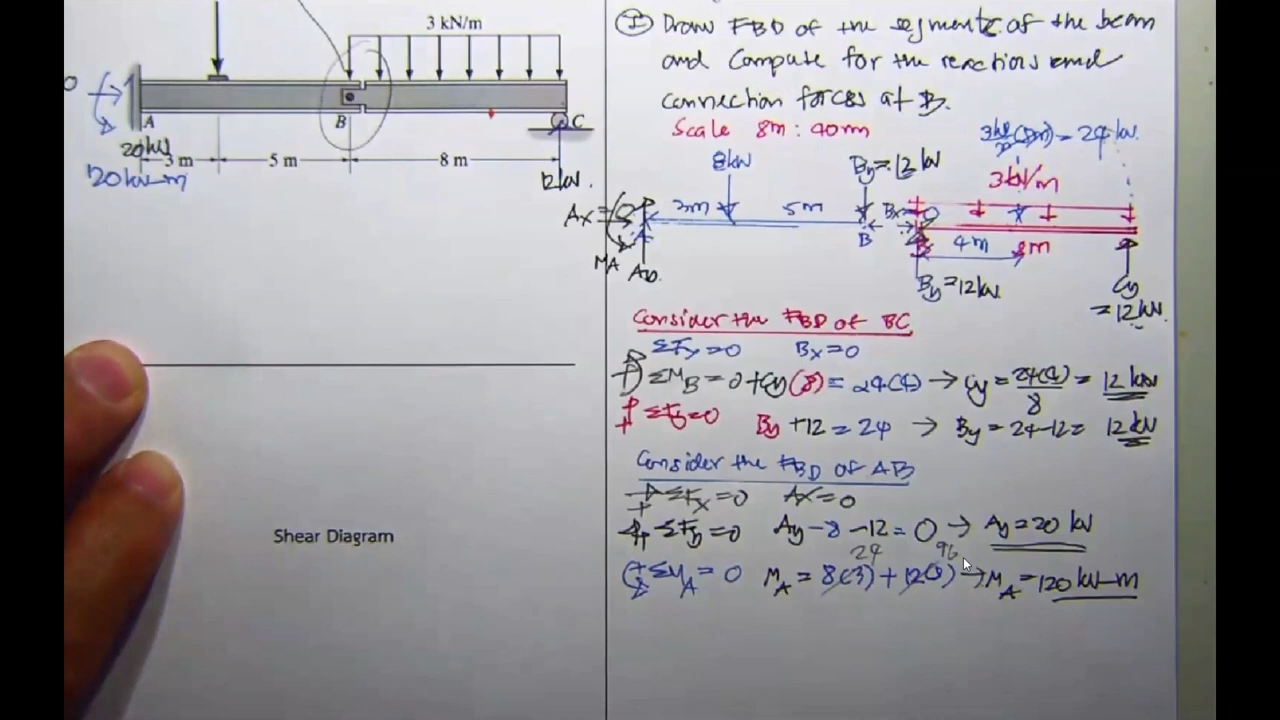 3 kN/m
A
B
C
3 m
5 m
8 m
20kN
120 kN-m
12 kN.
Shear Diagram
I Draw FBD of the segments of the beam
and Compute for the reactions and
connection forces at B.
Scale 8m : 40m
= 24 kN.
8kN
By=12 kN
3kN/m
Ax=0
3m
5m
Bx=0
B
4m
8m
MA
By=12kN
Cy
=12kN.
Consider the FBD of BC
ΣFx=0 Bx=0
+ ΣMB=0 +Cy(8)=24(4) → Cy=24(4)/8=12 kN
+ ΣFy=0 By+12=24 → By=24-12=12kN
Consider the FBD of AB
+ ΣFx=0 Ax=0
+ ΣFy=0 Ay-8-12=0 → Ay=20 kN
24 96
+ ΣMA=0 MA=8(3)+12(8) → MA=120 kN-m